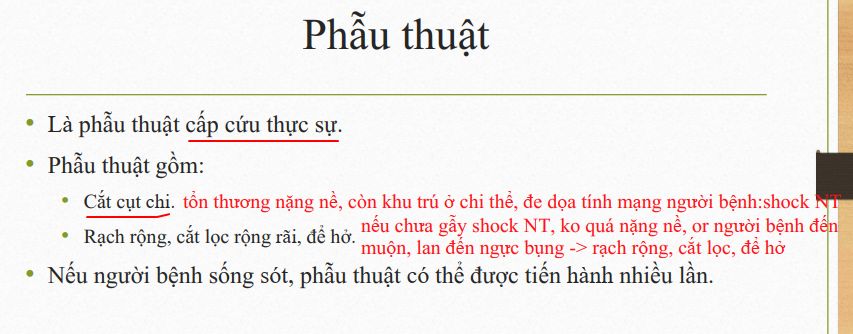 Phẫu thuật
Là phẫu thuật cấp cứu thực sự.
Phẫu thuật gồm:
Cắt cụt chi. tổn thương nặng nề, còn khu trú ở chi thể, đe dọa tính mạng người bệnh:shock NT
Rạch rộng, cắt lọc rộng rãi, để hở.
nếu chưa gẫy shock NT, ko quá nặng nề, or người bệnh đến
muộn, lan đến ngực bụng -> rạch rộng, cắt lọc, để hở
Nếu người bệnh sống sót, phẫu thuật có thể được tiến hành nhiều lần.